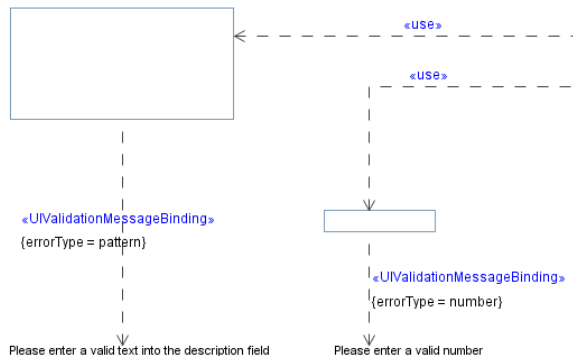 «use»
«use»
«UIValidationMessageBinding»
{errorType = pattern}
«UIValidationMessageBinding»
{errorType = number}
Please enter a valid text into the description field
Please enter a valid number